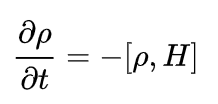 ∂ρ/∂t = −[ρ, H]